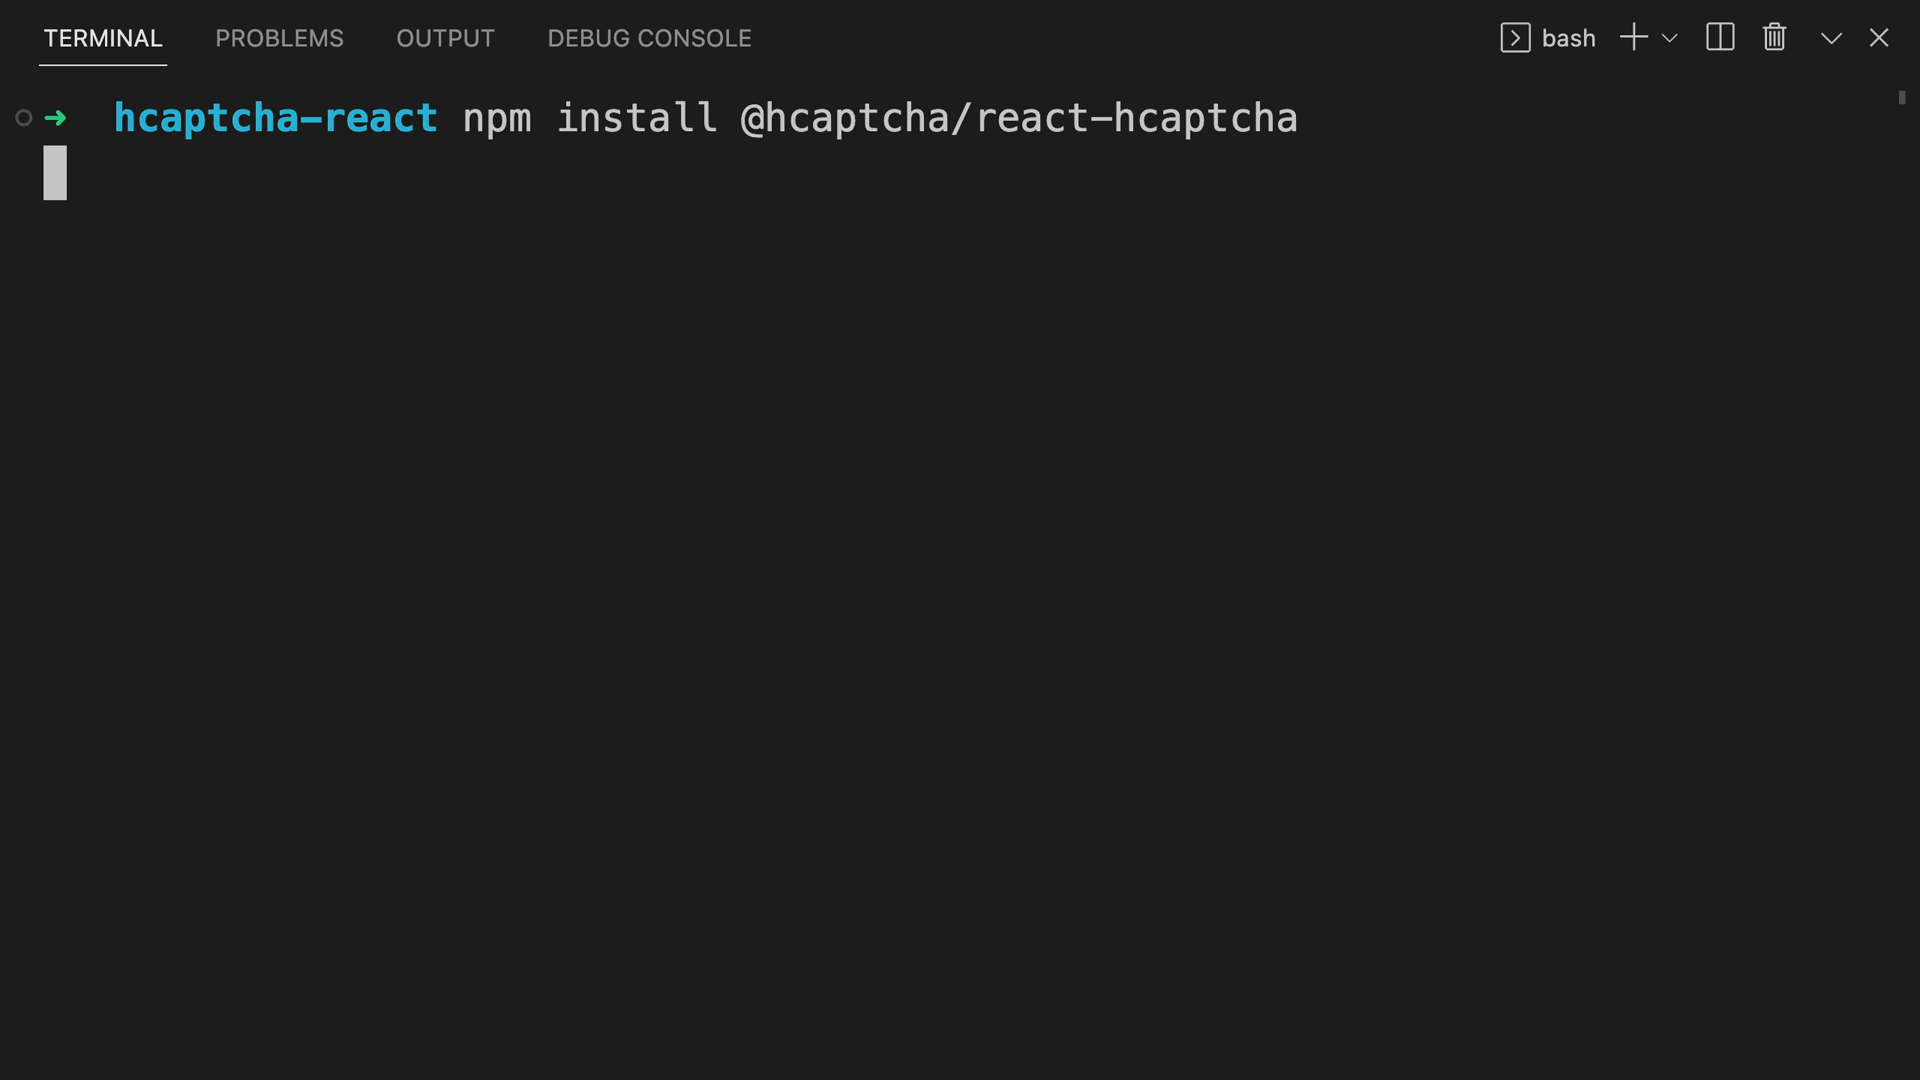 TERMINAL PROBLEMS OUTPUT DEBUG CONSOLE bash
hcaptcha-react npm install @hcaptcha/react-hcaptcha